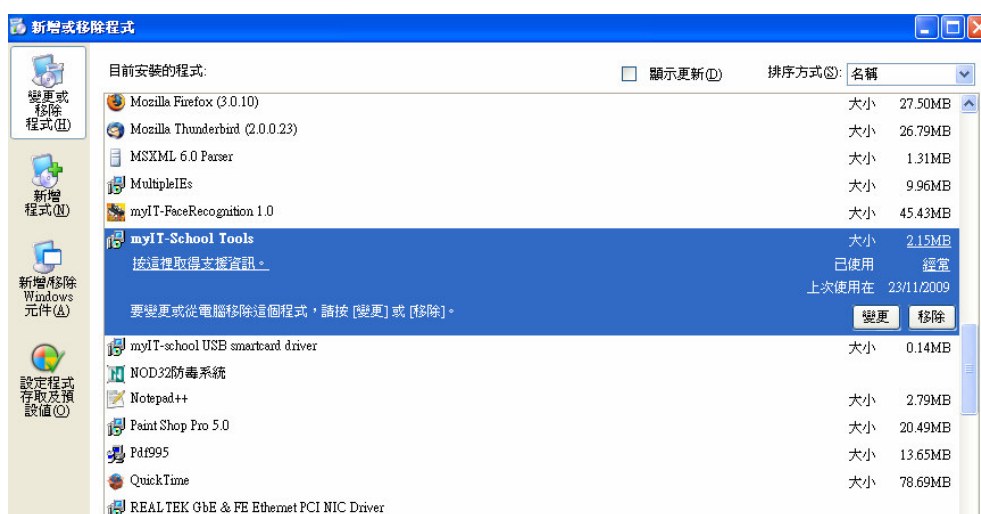 新增或移除程式
變更或
移除
程式(H)
新增
程式(N)
新增/移除
Windows
元件(A)
設定程式
存取及預
設值(O)
目前安裝的程式:
顯示更新(D)
排序方式(S): 名稱
Mozilla Firefox (3.0.10) 大小 27.50MB
Mozilla Thunderbird (2.0.0.23) 大小 26.79MB
MSXML 6.0 Parser 大小 1.31MB
MultipleIEs 大小 9.96MB
myIT-FaceRecognition 1.0 大小 45.43MB
myIT-School Tools 大小 2.15MB
按這裡取得支援資訊。 已使用 經常
上次使用在 23/11/2009
要變更或從電腦移除這個程式，請按 [變更] 或 [移除]。 變更 移除
myIT-school USB smartcard driver 大小 0.14MB
NOD32防毒系統
Notepad++ 大小 2.79MB
Paint Shop Pro 5.0 大小 20.49MB
Pdf995 大小 13.65MB
QuickTime 大小 78.69MB
REALTEK GbE & FE Ethernet PCI NIC Driver